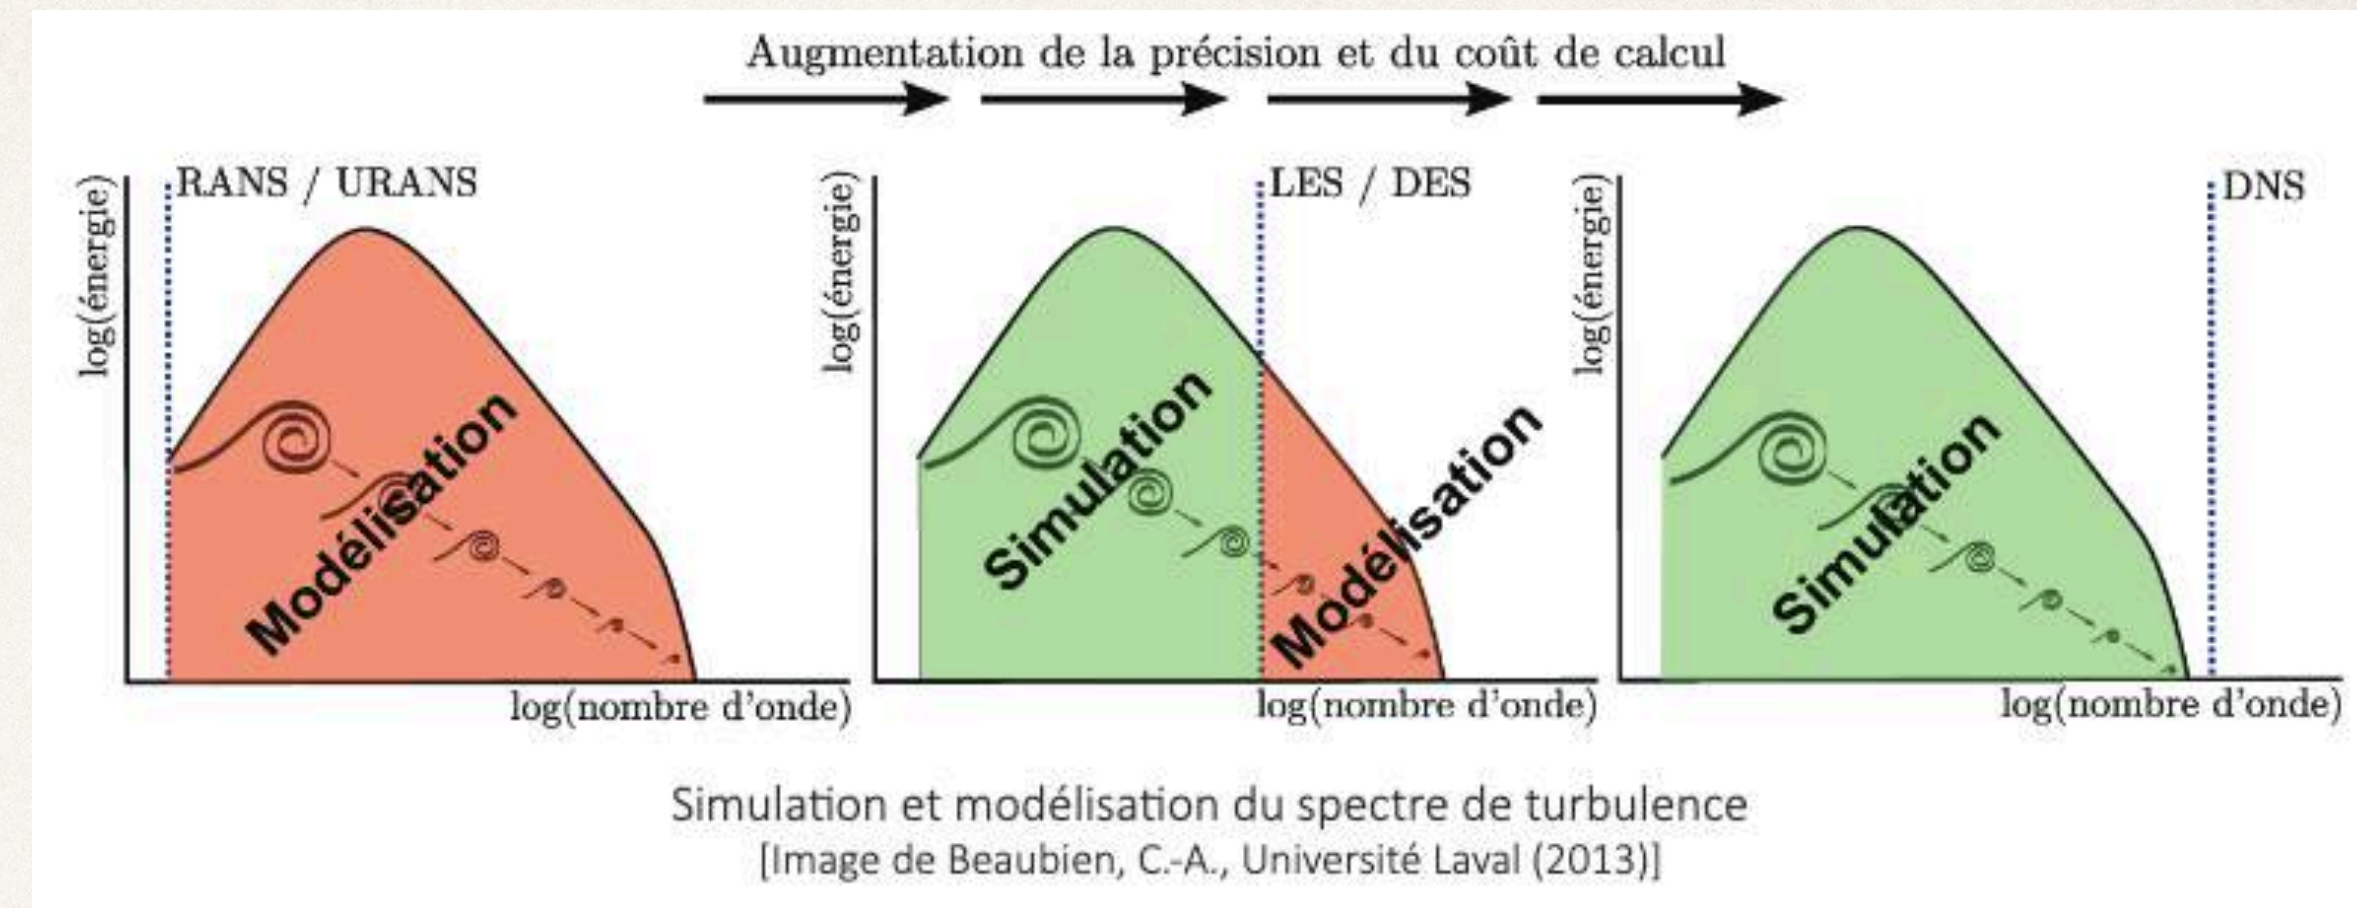 Augmentation de la précision et du coût de calcul
RANS / URANS
log(énergie)
Modélisation
log(nombre d'onde)
LES / DES
log(énergie)
Simulation
Modélisation
log(nombre d'onde)
DNS
log(énergie)
Simulation
log(nombre d'onde)
Simulation et modélisation du spectre de turbulence
[Image de Beaubien, C.-A., Université Laval (2013)]